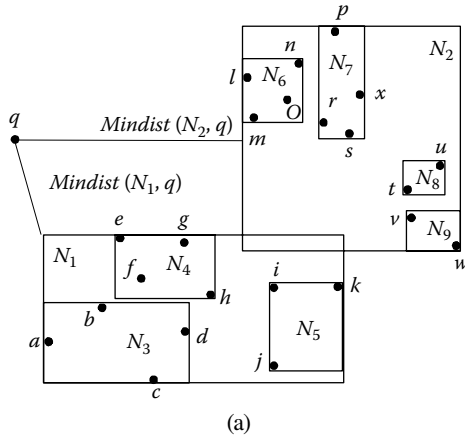 p
n
N₂
N₆
N₇
l
x
O
r
q
Mindist (N₂, q)
m
s
u
Mindist (N₁, q)
t
N₈
v
N₉
e
g
w
N₁
f
N₄
i
k
h
b
a
N₃
d
N₅
j
c
(a)